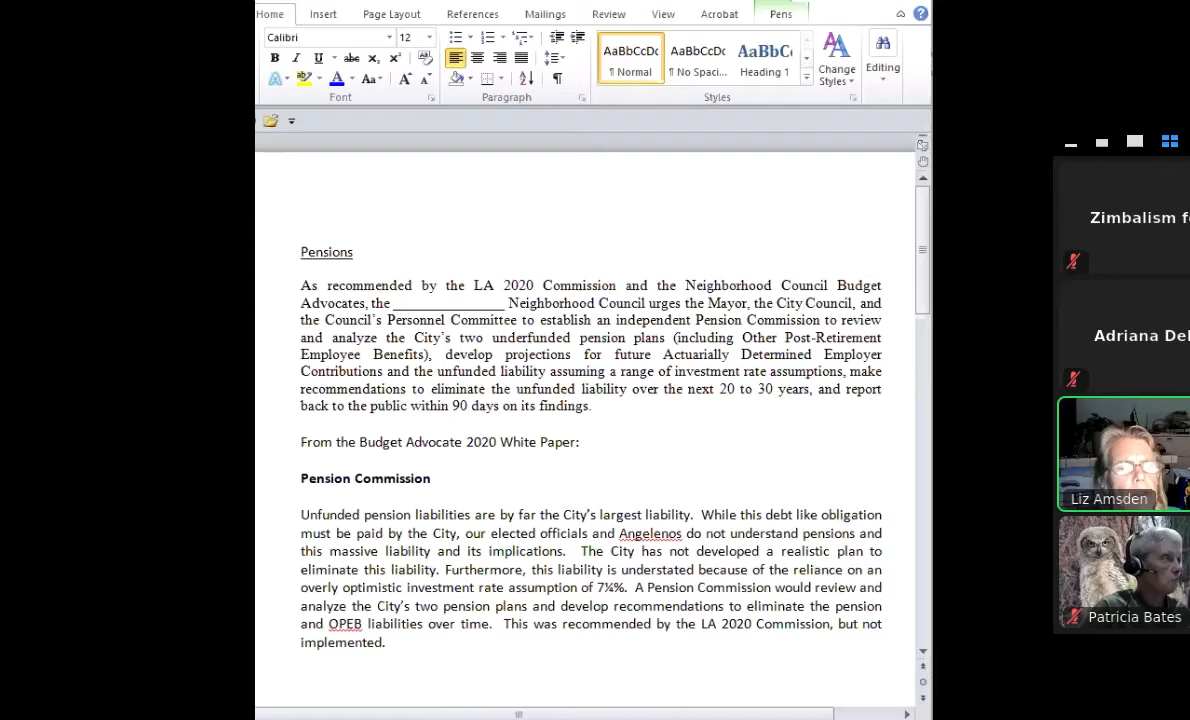 Home Insert Page Layout References Mailings Review View Acrobat Pens
Calibri 12
B I U abc x₂ x²
Aa A A
AaBbCcDc AaBbCcDc AaBbC
¶ Normal ¶ No Spaci... Heading 1
Change Styles
Editing
Font Paragraph Styles
Pensions
As recommended by the LA 2020 Commission and the Neighborhood Council Budget
Advocates, the ________________ Neighborhood Council urges the Mayor, the City Council, and
the Council's Personnel Committee to establish an independent Pension Commission to review
and analyze the City's two underfunded pension plans (including Other Post-Retirement
Employee Benefits), develop projections for future Actuarially Determined Employer
Contributions and the unfunded liability assuming a range of investment rate assumptions, make
recommendations to eliminate the unfunded liability over the next 20 to 30 years, and report
back to the public within 90 days on its findings.
From the Budget Advocate 2020 White Paper:
Pension Commission
Unfunded pension liabilities are by far the City's largest liability. While this debt like obligation
must be paid by the City, our elected officials and Angelenos do not understand pensions and
this massive liability and its implications. The City has not developed a realistic plan to
eliminate this liability. Furthermore, this liability is understated because of the reliance on an
overly optimistic investment rate assumption of 7¼%. A Pension Commission would review and
analyze the City's two pension plans and develop recommendations to eliminate the pension
and OPEB liabilities over time. This was recommended by the LA 2020 Commission, but not
implemented.
Zimbalism f
Adriana De
Liz Amsden
Patricia Bates